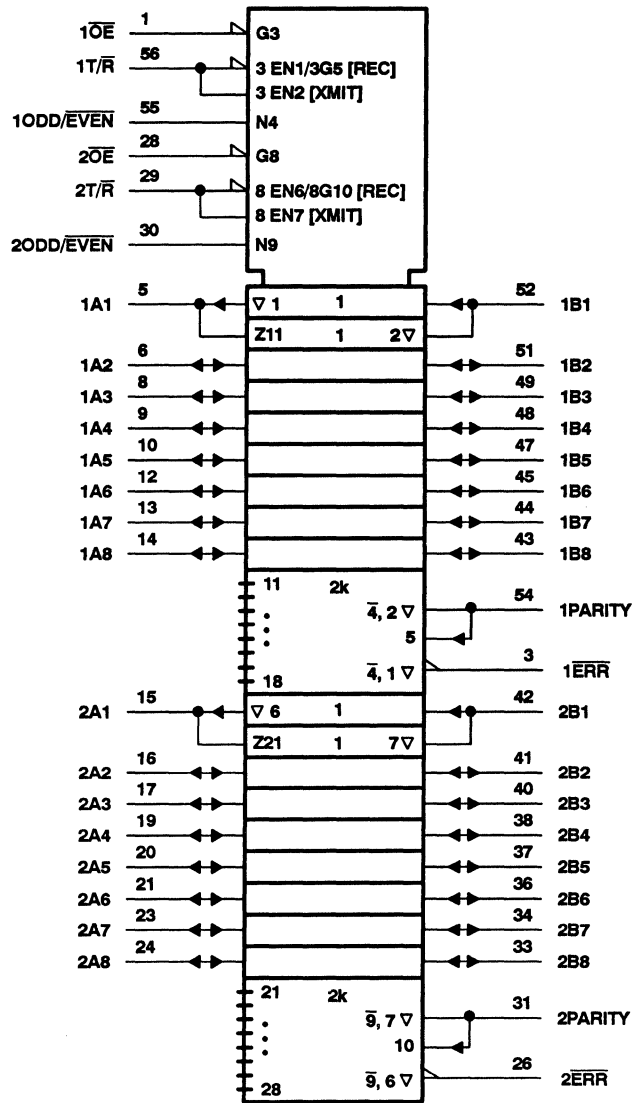 1O̅E̅ 1 G3
1T/R̅ 56 3 EN1/3G5 [REC]
3 EN2 [XMIT]
1ODD/E̅V̅E̅N̅ 55 N4
2O̅E̅ 28 G8
2T/R̅ 29 8 EN6/8G10 [REC]
8 EN7 [XMIT]
2ODD/E̅V̅E̅N̅ 30 N9
1A1 5 ▽ 1 1 52 1B1
Z11 1 2 ▽
1A2 6 51 1B2
1A3 8 49 1B3
1A4 9 48 1B4
1A5 10 47 1B5
1A6 12 45 1B6
1A7 13 44 1B7
1A8 14 43 1B8
11 2k
4̅, 2 ▽ 54 1PARITY
5
18 4̅, 1 ▽ 3 1E̅R̅R̅
2A1 15 ▽ 6 1 42 2B1
Z21 1 7 ▽
2A2 16 41 2B2
2A3 17 40 2B3
2A4 19 38 2B4
2A5 20 37 2B5
2A6 21 36 2B6
2A7 23 34 2B7
2A8 24 33 2B8
21 2k
9̅, 7 ▽ 31 2PARITY
10
28 9̅, 6 ▽ 26 2E̅R̅R̅